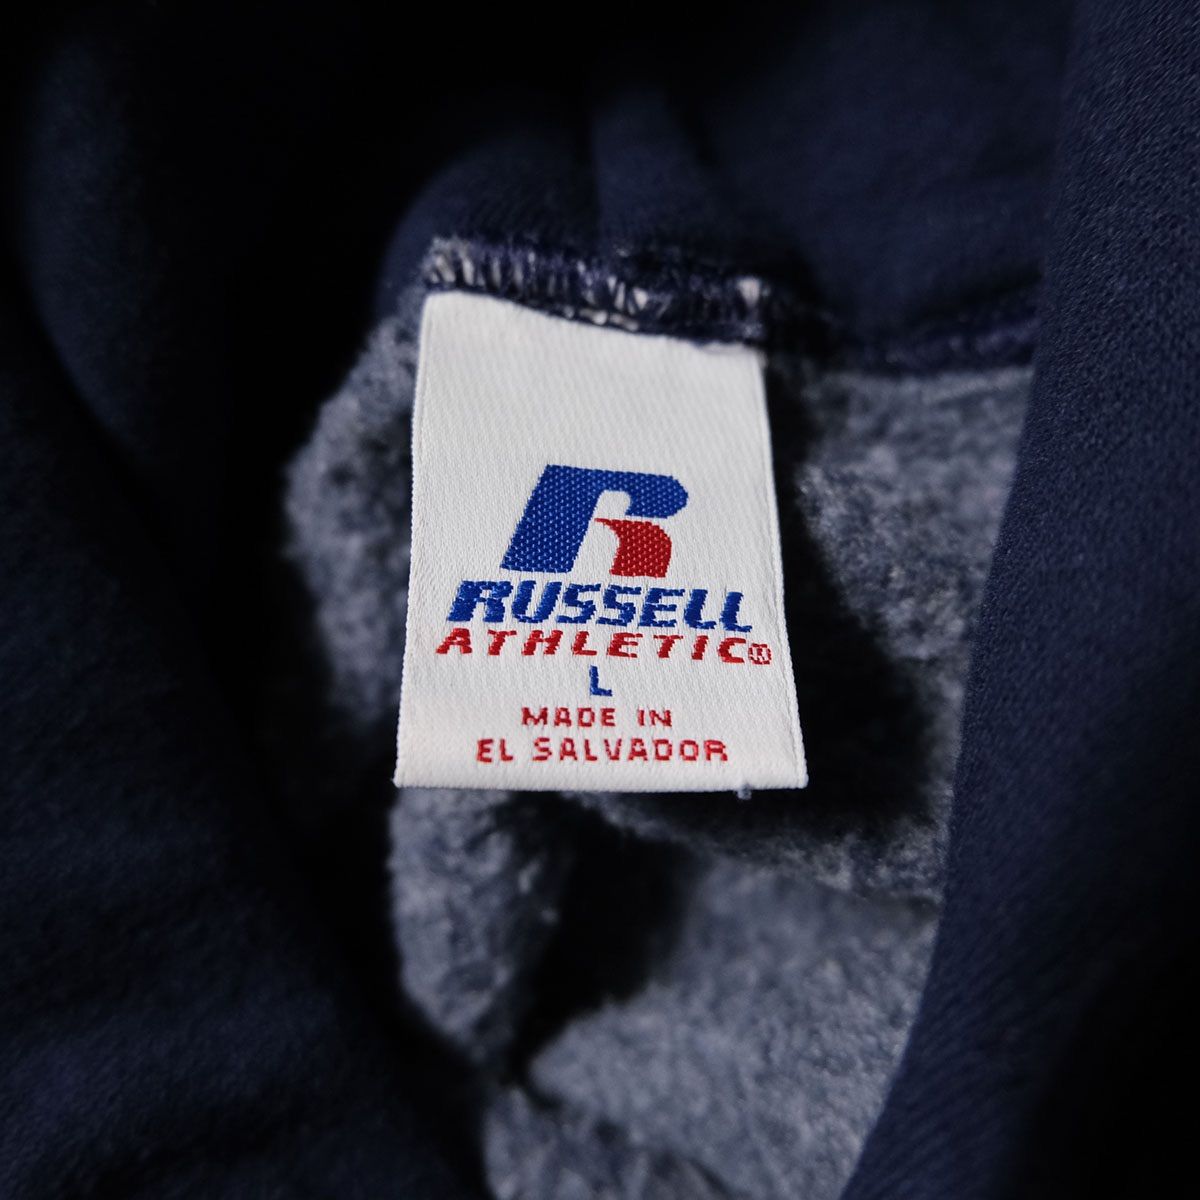 R
RUSSELL
ATHLETIC®
L
MADE IN
EL SALVADOR